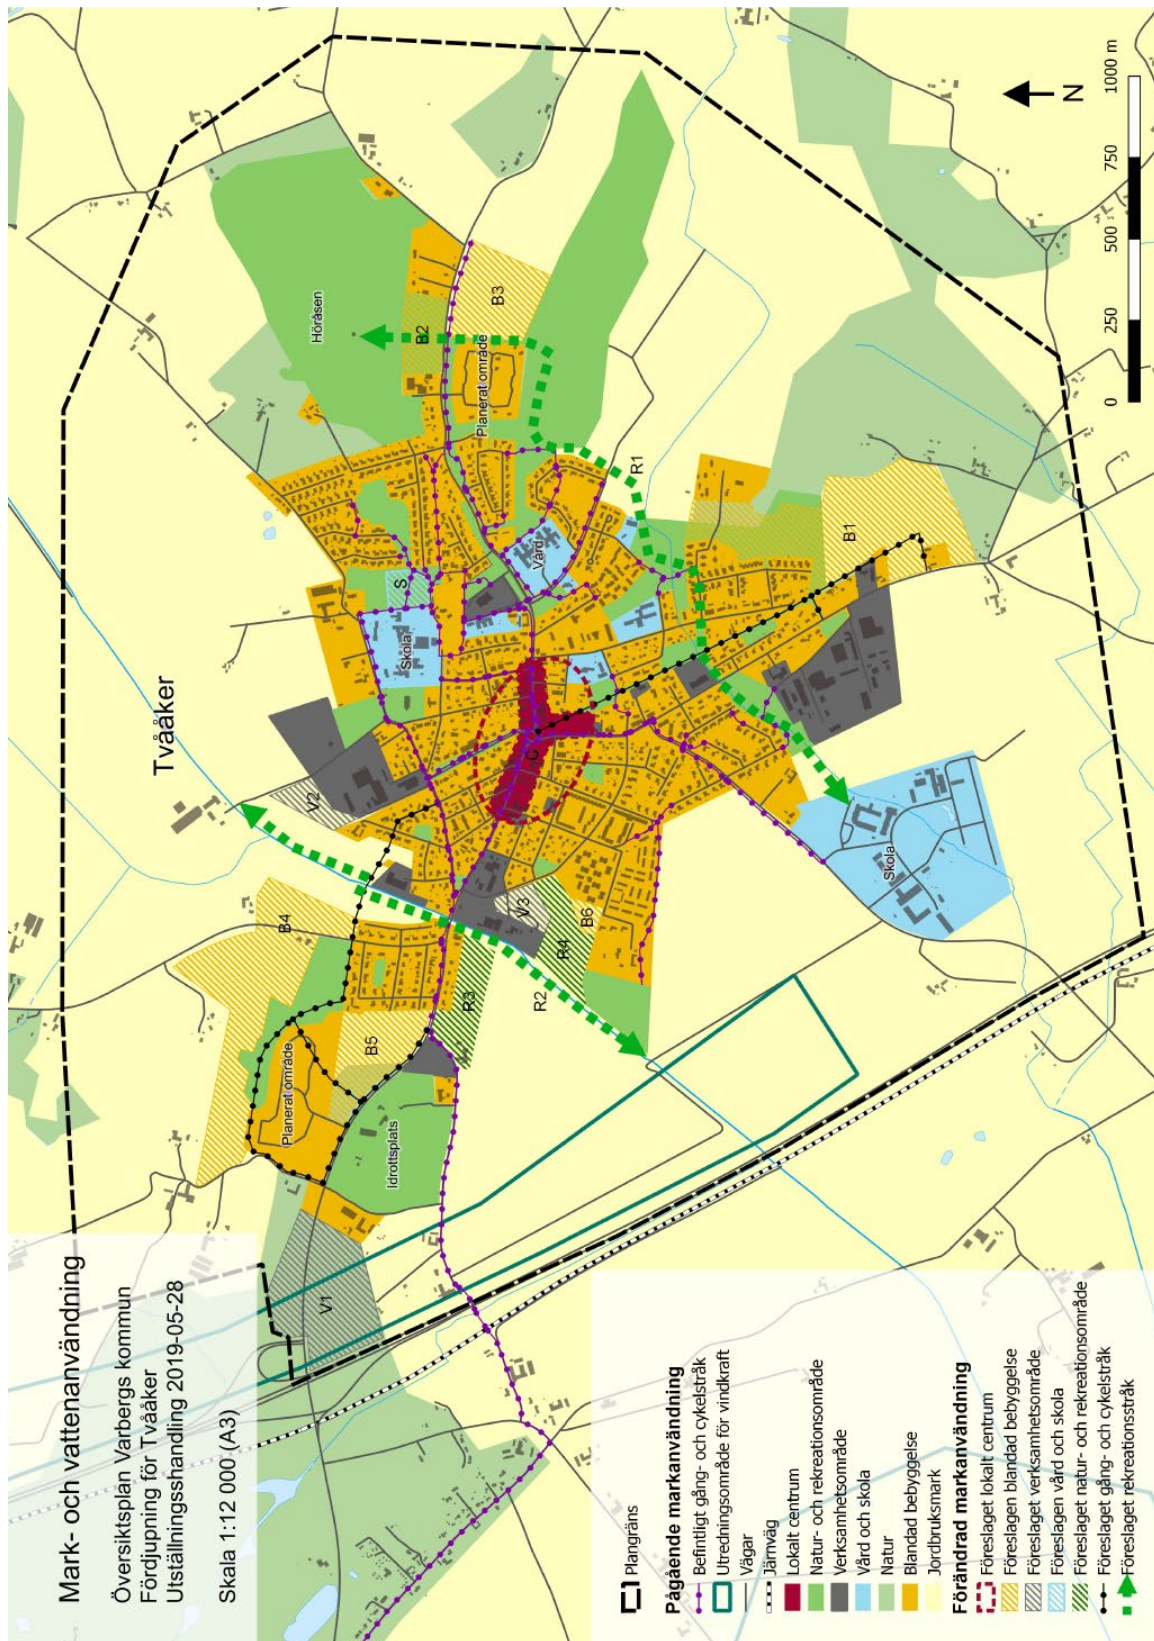 Mark- och vattenanvändning
Översiktsplan Varbergs kommun
Fördjupning för Tvååker
Utställningsshandling 2019-05-28
Skala 1:12 000 (A3)
Tvååker
Höråsen
B2
B3
Planerat område
R1
S
Skola
Vård
B1
V2
C
B4
V3
B6
R4
R3
R2
B5
Planerat område
Idrottsplats
V1
Skola
N
0 250 500 750 1000 m
Plangräns
Pågående markanvändning
Befintligt gång- och cykelstråk
Utredningsområde för vindkraft
Vägar
Järnväg
Lokalt centrum
Natur- och rekreationsområde
Verksamhetsområde
Vård och skola
Natur
Blandad bebyggelse
Jordbruksmark
Förändrad markanvändning
Föreslaget lokalt centrum
Föreslagen blandad bebyggelse
Föreslaget verksamhetsområde
Föreslagen vård och skola
Föreslaget natur- och rekreationsområde
Föreslaget gång- och cykelstråk
Föreslaget rekreationsstråk